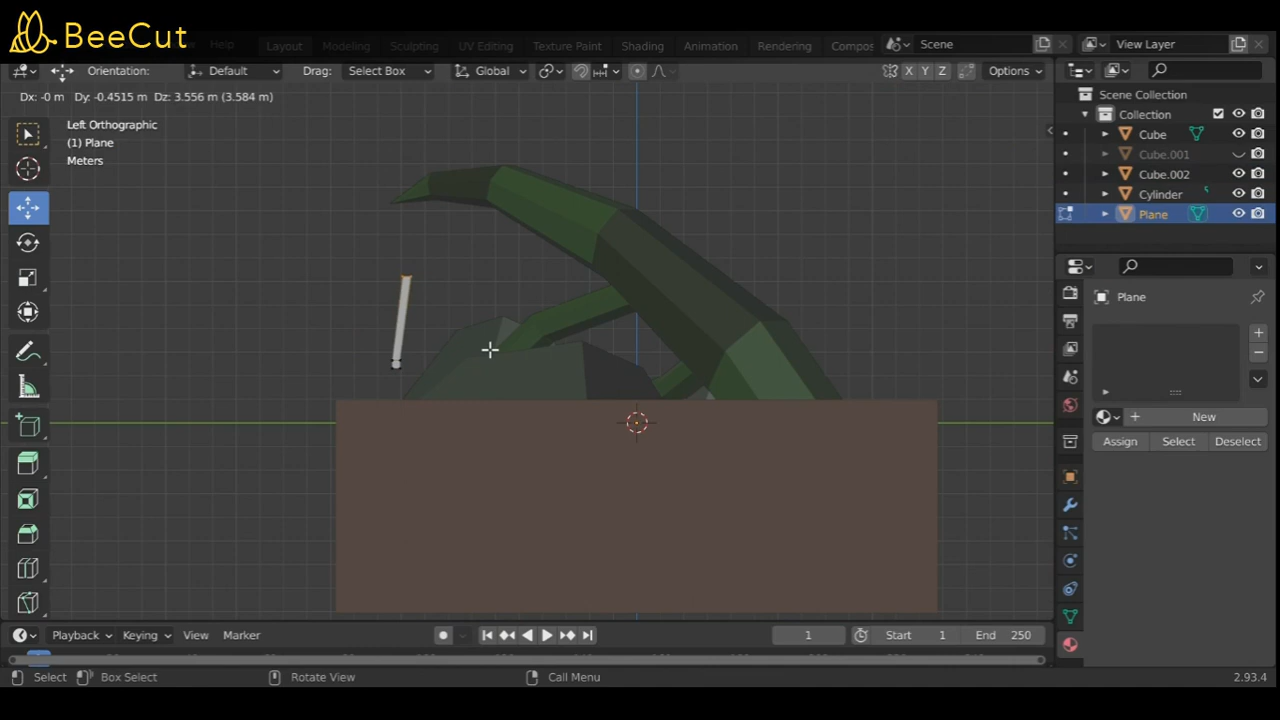 BeeCut
Help Layout Modeling Sculpting UV Editing Texture Paint Shading Animation Rendering Compos Scene View Layer
Orientation: Default Drag: Select Box Global X Y Z Options
Dx: -0 m Dy: -0.4515 m Dz: 3.556 m (3.584 m)
Left Orthographic
(1) Plane
Meters
Scene Collection
Collection
Cube
Cube.001
Cube.002
Cylinder
Plane
Plane
New
Assign Select Deselect
Playback Keying View Marker 1 Start 1 End 250
Select Box Select Rotate View Call Menu 2.93.4